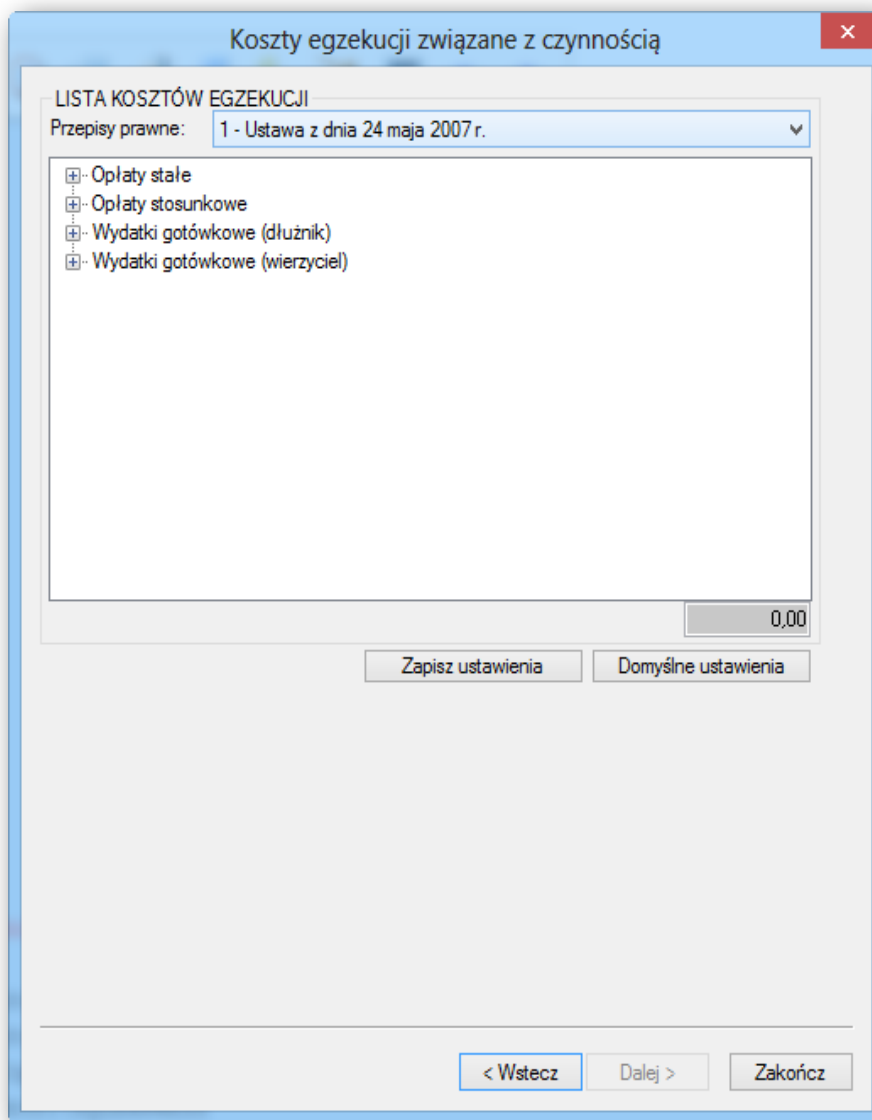 Koszty egzekucji związane z czynnością
LISTA KOSZTÓW EGZEKUCJI
Przepisy prawne: 1 - Ustawa z dnia 24 maja 2007 r.
Opłaty stałe
Opłaty stosunkowe
Wydatki gotówkowe (dłużnik)
Wydatki gotówkowe (wierzyciel)
0,00
Zapisz ustawienia Domyślne ustawienia
< Wstecz Dalej > Zakończ